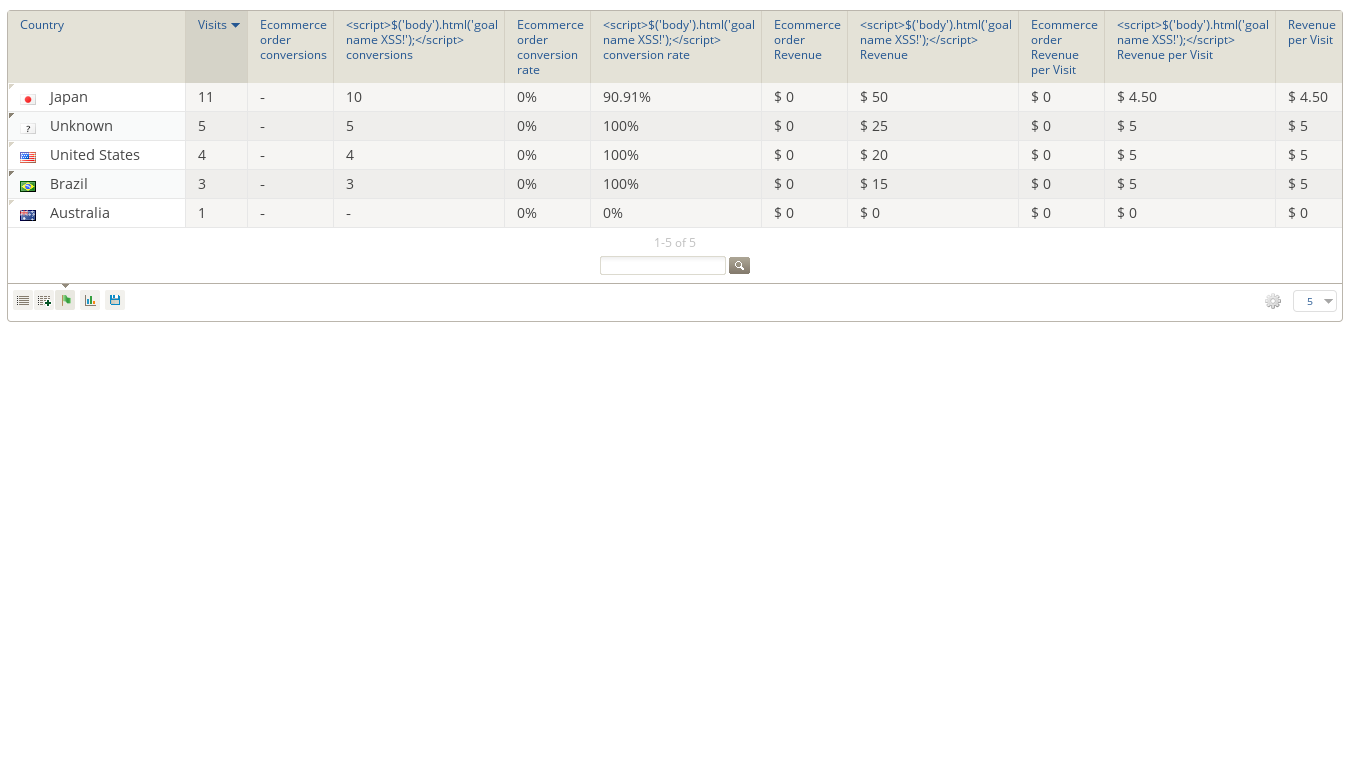 Country Visits Ecommerce order conversions <script>$('body').html('goal name XSS!');</script> conversions Ecommerce order conversion rate <script>$('body').html('goal name XSS!');</script> conversion rate Ecommerce order Revenue <script>$('body').html('goal name XSS!');</script> Revenue Ecommerce order Revenue per Visit <script>$('body').html('goal name XSS!');</script> Revenue per Visit Revenue per Visit
Japan 11 - 10 0% 90.91% $ 0 $ 50 $ 0 $ 4.50 $ 4.50
? Unknown 5 - 5 0% 100% $ 0 $ 25 $ 0 $ 5 $ 5
United States 4 - 4 0% 100% $ 0 $ 20 $ 0 $ 5 $ 5
Brazil 3 - 3 0% 100% $ 0 $ 15 $ 0 $ 5 $ 5
Australia 1 - - 0% 0% $ 0 $ 0 $ 0 $ 0 $ 0
1-5 of 5
5